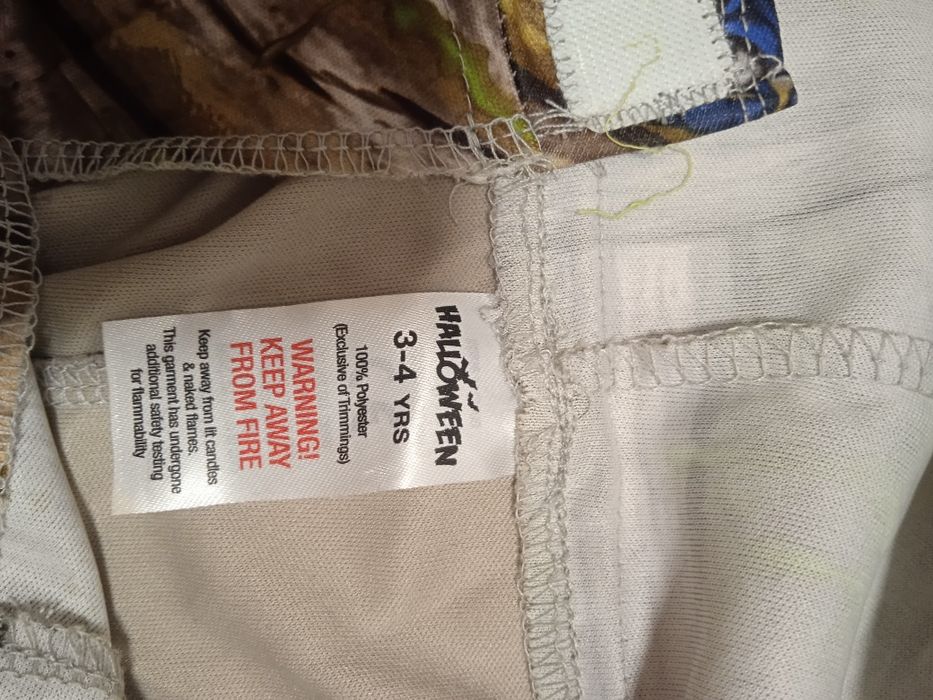 HALLOWEEN
3-4 YRS
100% Polyester
(Exclusive of Trimmings)
WARNING!
KEEP AWAY
FROM FIRE
Keep away from lit candles
& naked flames.
This garment has undergone
additional safety testing
for flammability